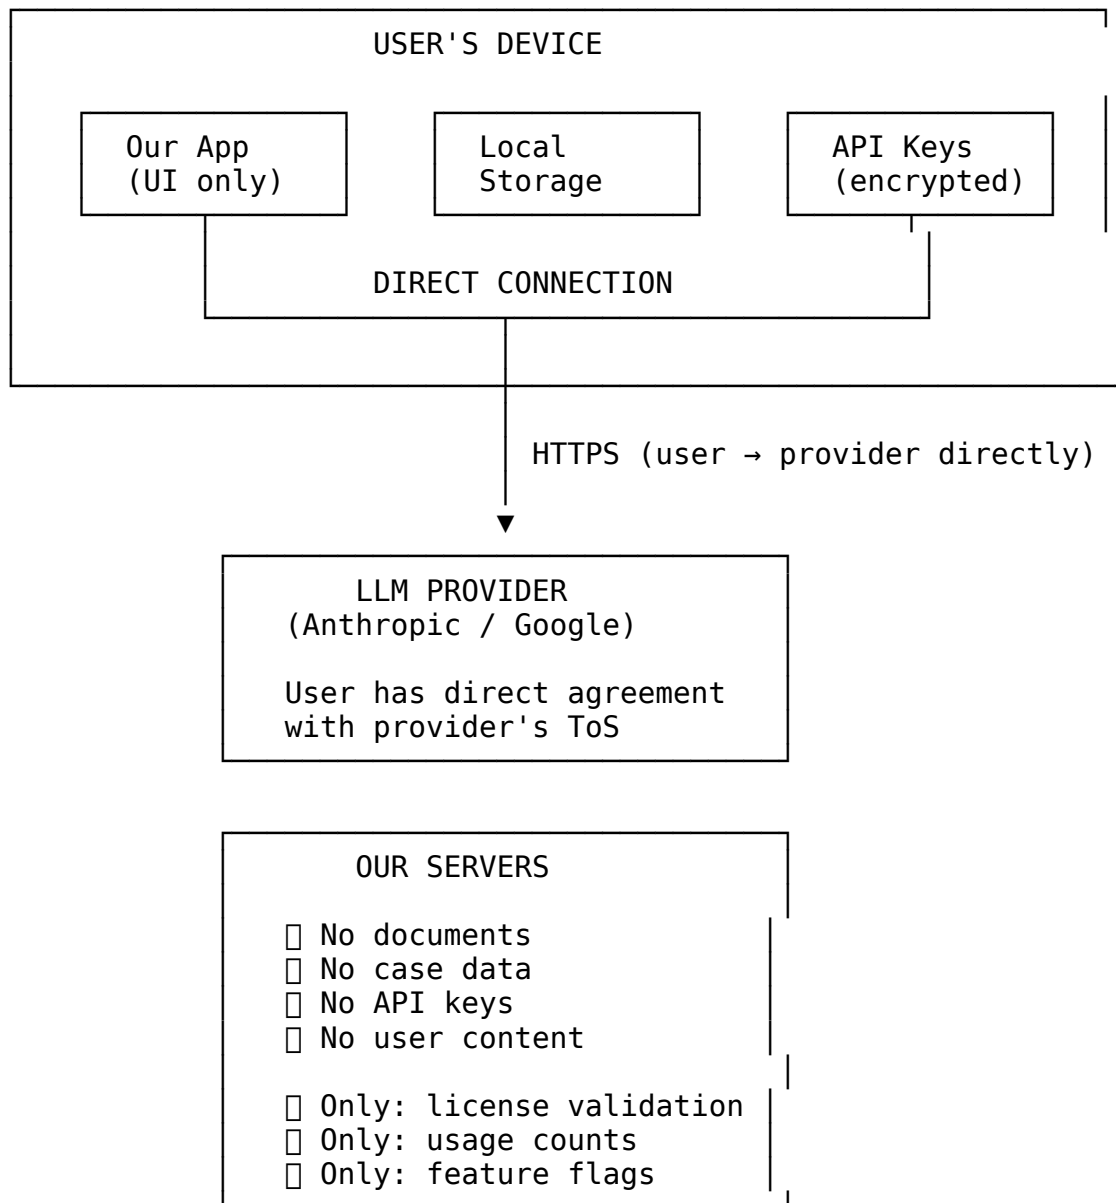 USER'S DEVICE
Our App
(UI only)
Local
Storage
API Keys
(encrypted)
DIRECT CONNECTION
HTTPS (user → provider directly)
▼
LLM PROVIDER
(Anthropic / Google)
User has direct agreement
with provider's ToS
OUR SERVERS
▯ No documents
▯ No case data
▯ No API keys
▯ No user content
▯ Only: license validation
▯ Only: usage counts
▯ Only: feature flags